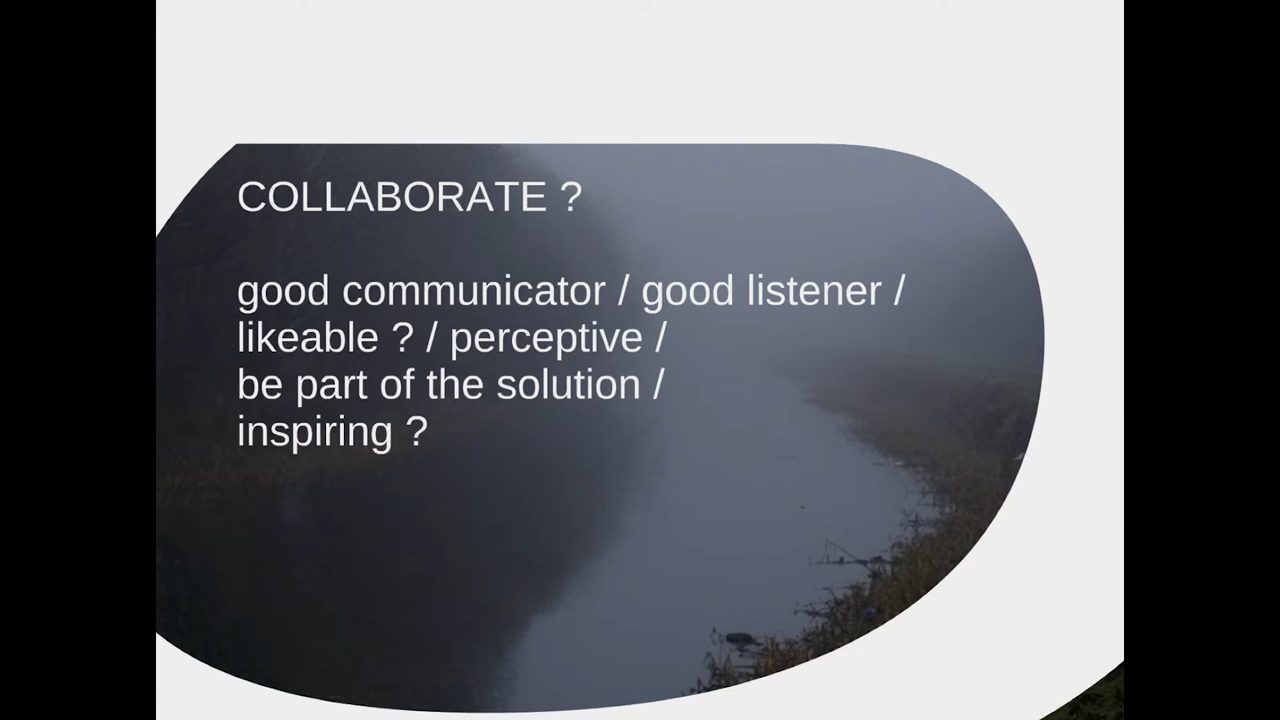 COLLABORATE ?
good communicator / good listener /
likeable ? / perceptive /
be part of the solution /
inspiring ?